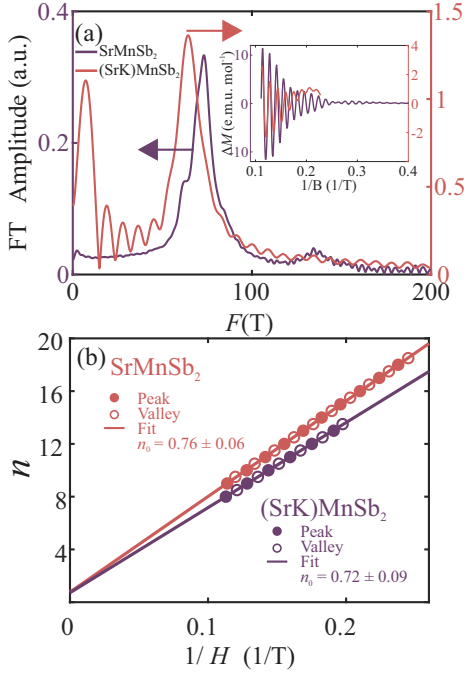 (a)
SrMnSb2
(SrK)MnSb2
FT Amplitude (a.u.)
0.4
0.2
0
1.5
1
0.5
0
0 100 200
F(T)
ΔM (e.m.u. mol⁻¹)
10
0
10
4
2
0
-2
0.1 0.2 0.3 0.4
1/B (1/T)
(b)
SrMnSb2
Peak
Valley
Fit
n0 = 0.76 ± 0.06
(SrK)MnSb2
Peak
Valley
Fit
n0 = 0.72 ± 0.09
n
20
16
12
8
4
0 0.1 0.2
1/ H (1/T)